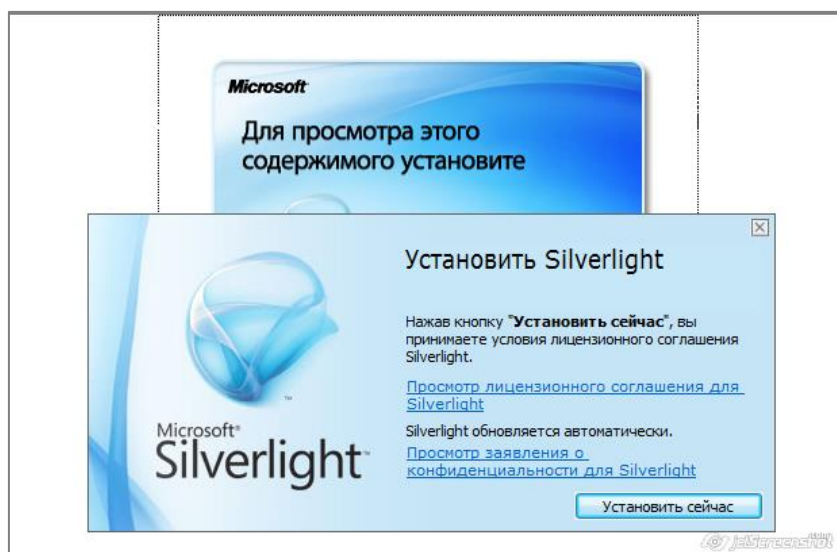 Microsoft
Для просмотра этого
содержимого установите
Установить Silverlight
Нажав кнопку "Установить сейчас", вы
принимаете условия лицензионного соглашения
Silverlight.
Просмотр лицензионного соглашения для
Silverlight
Silverlight обновляется автоматически.
Просмотр заявления о
конфиденциальности для Silverlight
Microsoft®
Silverlight™
Установить сейчас
jetScreenshot .com